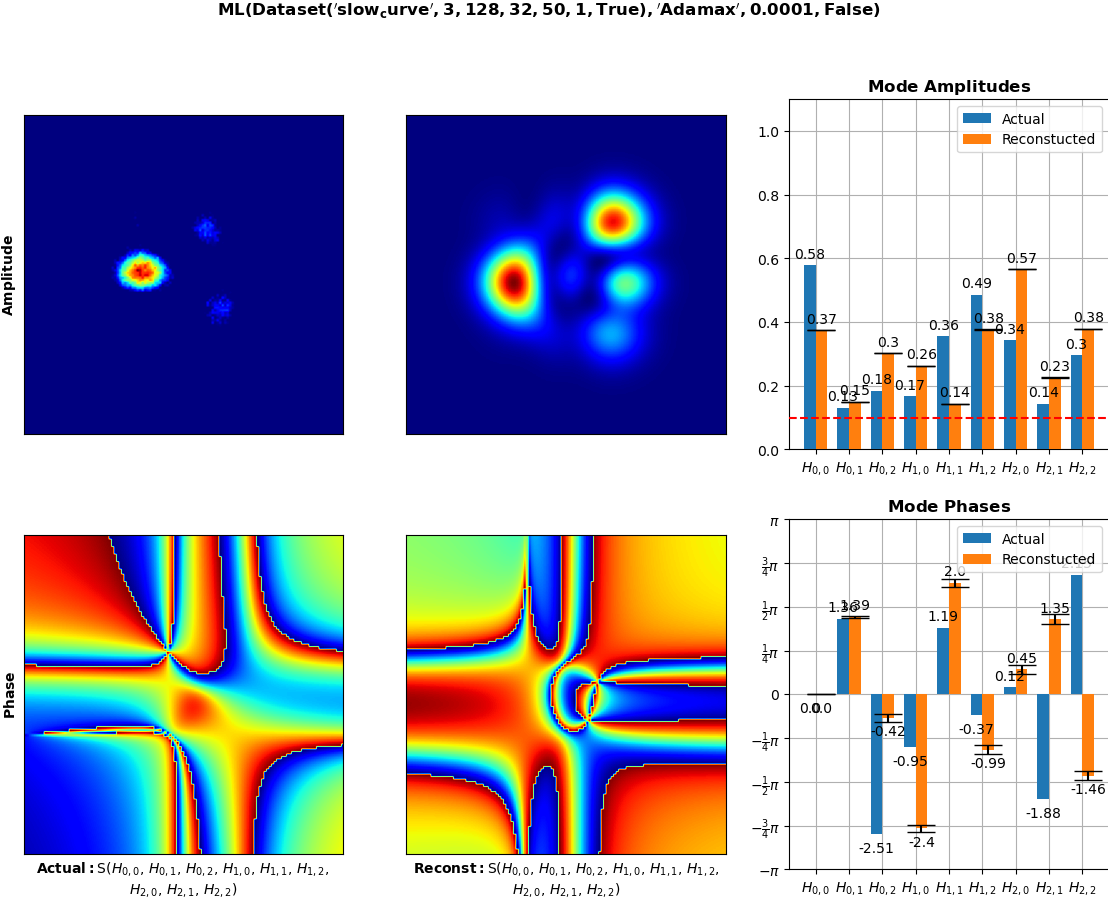 ML(Dataset('slow_curve', 3, 128, 32, 50, 1, True), 'Adamax', 0.0001, False)
Mode Amplitudes
Actual
Reconstucted
1.0
0.8
0.6
0.4
0.2
0.0
0.58
0.37
0.13
0.15
0.18
0.3
0.17
0.26
0.36
0.14
0.49
0.38
0.34
0.57
0.14
0.23
0.3
0.38
H0,0 H0,1 H0,2 H1,0 H1,1 H1,2 H2,0 H2,1 H2,2
Amplitude
Mode Phases
Actual
Reconstucted
π
3/4π
1/2π
1/4π
0
−1/4π
−1/2π
−3/4π
−π
0.0
0.0
1.36
1.39
-2.51
-0.42
-0.95
-2.4
1.19
2.0
-0.37
-0.99
0.12
0.45
-1.88
1.35
-1.46
H0,0 H0,1 H0,2 H1,0 H1,1 H1,2 H2,0 H2,1 H2,2
Phase
Actual: S(H0,0, H0,1, H0,2, H1,0, H1,1, H1,2,
H2,0, H2,1, H2,2)
Reconst: S(H0,0, H0,1, H0,2, H1,0, H1,1, H1,2,
H2,0, H2,1, H2,2)